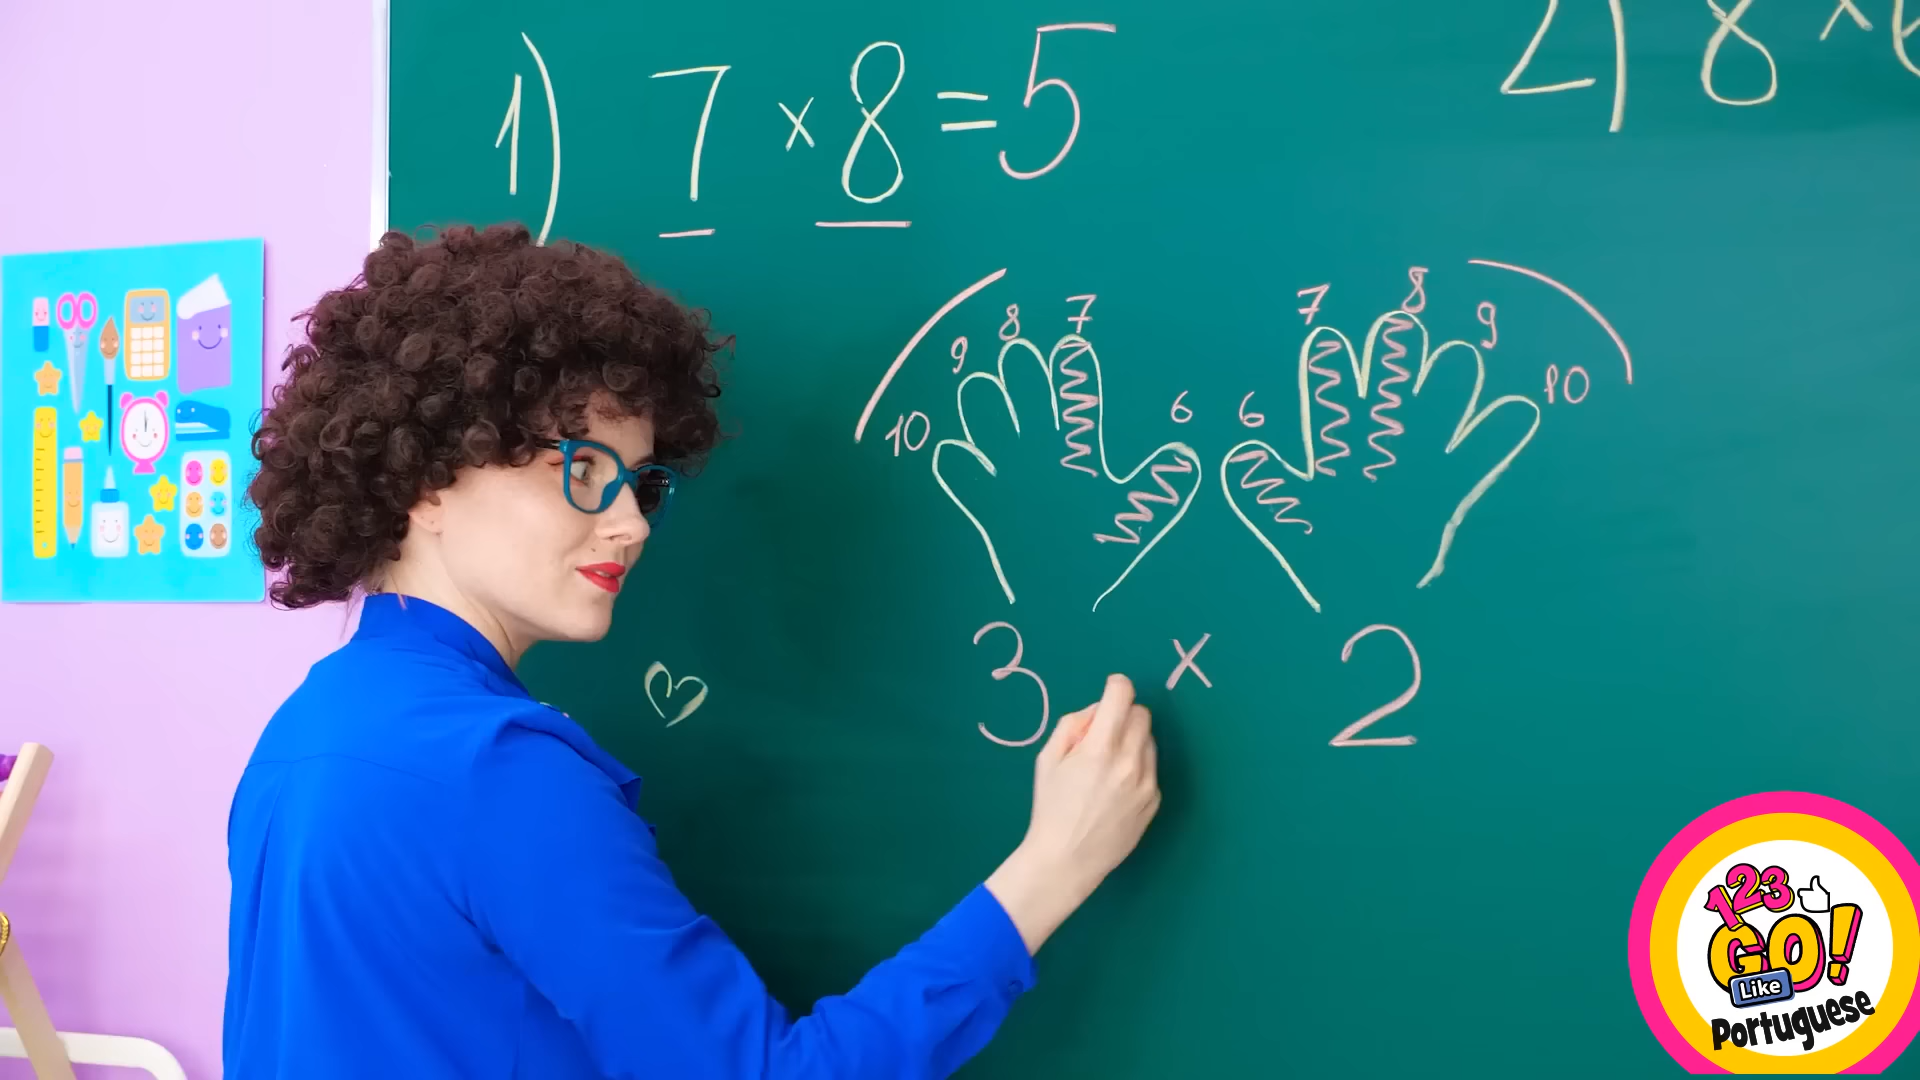 1) 7 × 8 = 5
2) 8 ×
10 9 8 7 6
6 7 8 9 10
3 × 2
123
GO!
Like
Portuguese